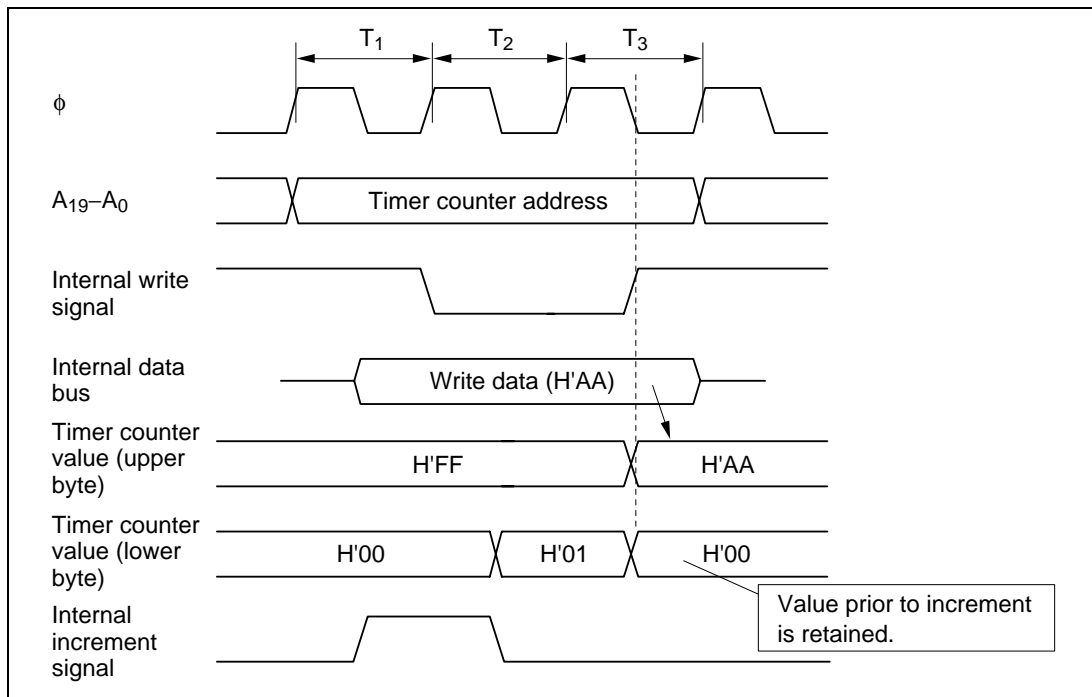 T1 T2 T3
ϕ
A19–A0
Timer counter address
Internal write
signal
Internal data
bus
Write data (H'AA)
Timer counter
value (upper
byte)
H'FF H'AA
Timer counter
value (lower
byte)
H'00 H'01 H'00
Value prior to increment
is retained.
Internal
increment
signal